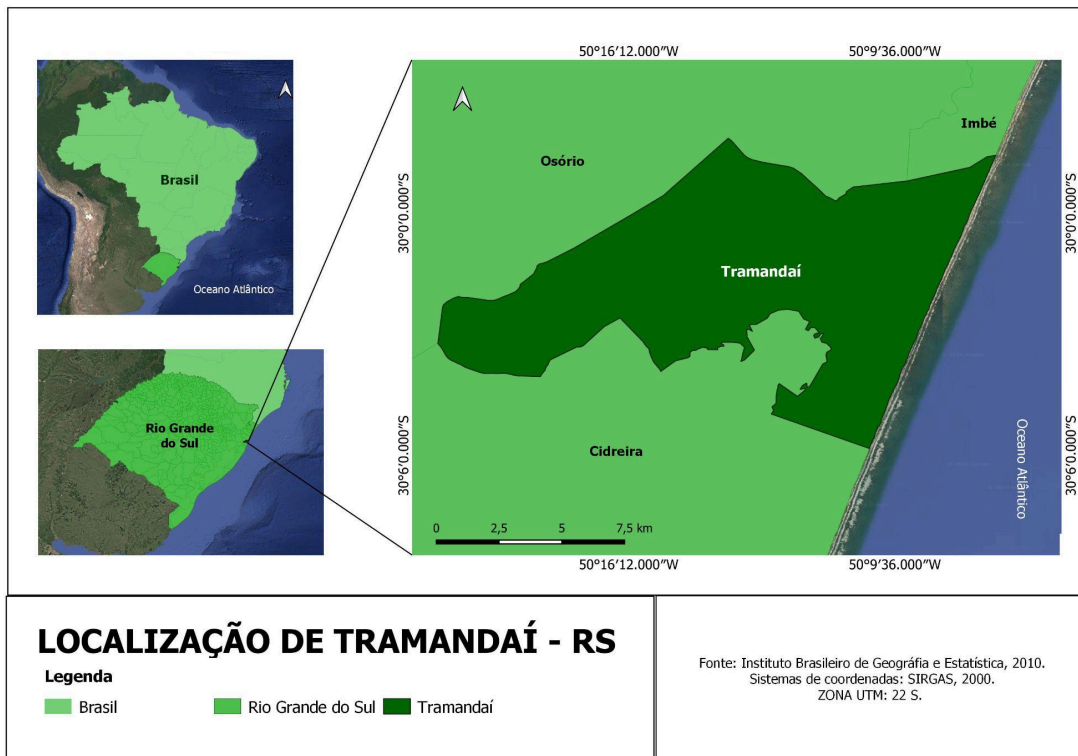 50°16'12.000"W
50°9'36.000"W
Brasil
Oceano Atlântico
Imbé
Osório
30°0'0.000"S
30°0'0.000"S
Tramandaí
Rio Grande
do Sul
Cidreira
30°6'0.000"S
30°6'0.000"S
Oceano Atlântico
0 2,5 5 7,5 km
50°16'12.000"W
50°9'36.000"W
LOCALIZAÇÃO DE TRAMANDAÍ - RS
Legenda
Brasil
Rio Grande do Sul
Tramandaí
Fonte: Instituto Brasileiro de Geográfia e Estatística, 2010.
Sistemas de coordenadas: SIRGAS, 2000.
ZONA UTM: 22 S.